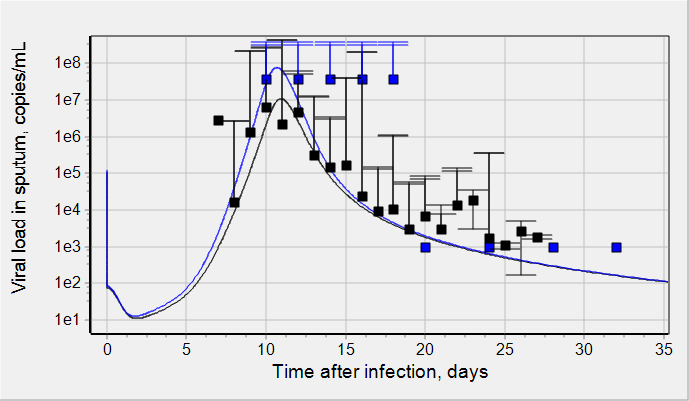 Viral load in sputum, copies/mL
1e8
1e7
1e6
1e5
1e4
1e3
1e2
1e1
0 5 10 15 20 25 30 35
Time after infection, days